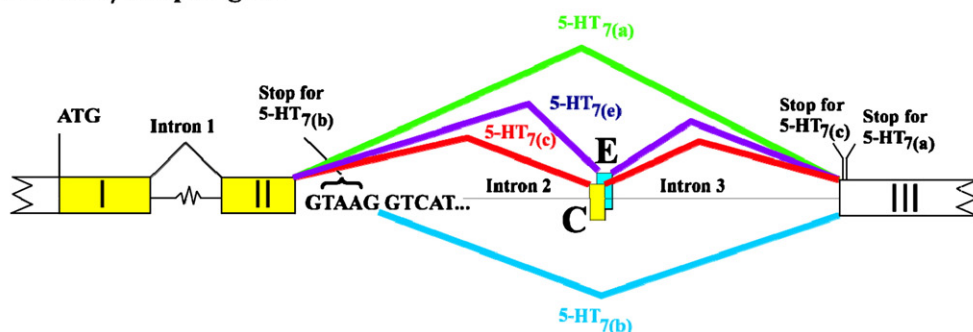 5-HT7(a)
Stop for
5-HT7(b)
5-HT7(e)
Stop for
5-HT7(c)
Stop for
5-HT7(a)
ATG
Intron 1
5-HT7(c)
E
I
II
Intron 2
Intron 3
III
GTAAG GTCAT...
C
5-HT7(b)